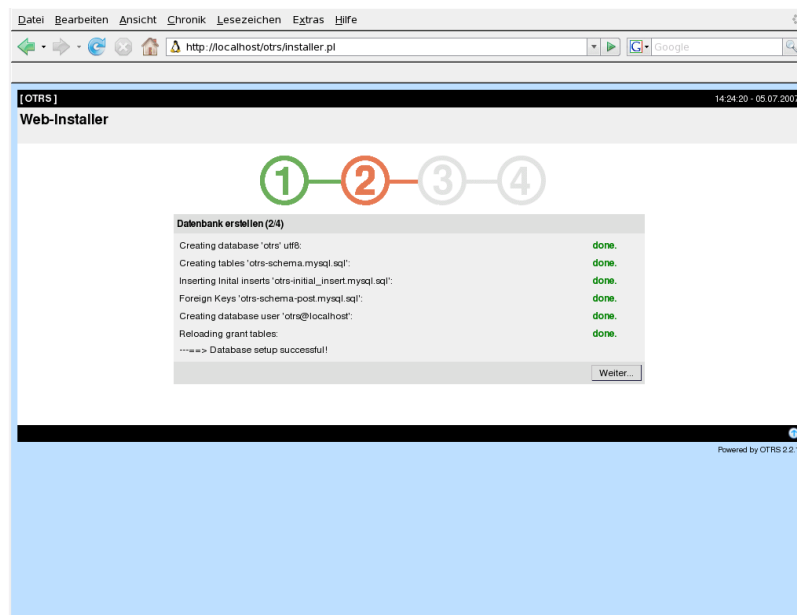 Datei Bearbeiten Ansicht Chronik Lesezeichen Extras Hilfe
http://localhost/otrs/installer.pl
G Google
[ OTRS ] 14:24:20 - 05.07.2007
Web-Installer
1 2 3 4
Datenbank erstellen (2/4)
Creating database 'otrs' utf8: done.
Creating tables 'otrs-schema.mysql.sql': done.
Inserting Inital inserts 'otrs-initial_insert.mysql.sql': done.
Foreign Keys 'otrs-schema-post.mysql.sql': done.
Creating database user 'otrs@localhost': done.
Reloading grant tables: done.
---==> Database setup successful!
Weiter...
Powered by OTRS 2.2.